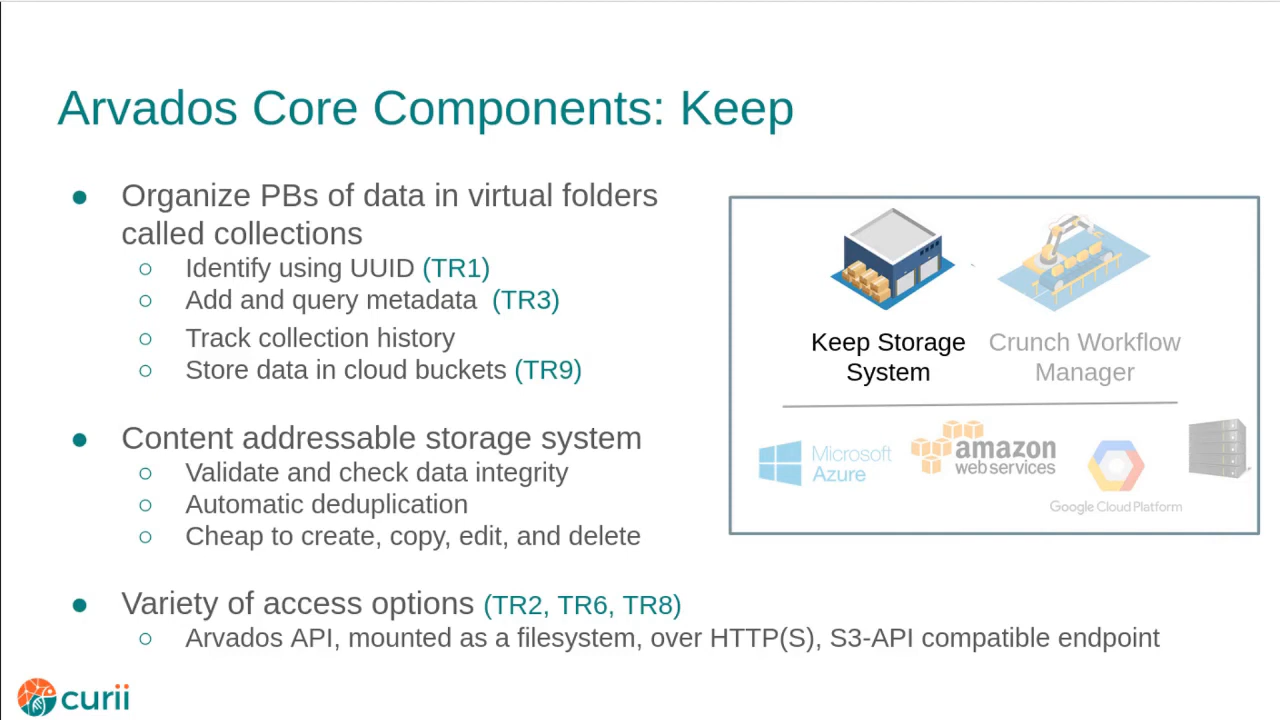 Arvados Core Components: Keep
● Organize PBs of data in virtual folders
called collections
○ Identify using UUID (TR1)
○ Add and query metadata (TR3)
○ Track collection history
○ Store data in cloud buckets (TR9)
● Content addressable storage system
○ Validate and check data integrity
○ Automatic deduplication
○ Cheap to create, copy, edit, and delete
● Variety of access options (TR2, TR6, TR8)
○ Arvados API, mounted as a filesystem, over HTTP(S), S3-API compatible endpoint
Keep Storage
System
Crunch Workflow
Manager
Microsoft
Azure
amazon
web services
Google Cloud Platform
curii